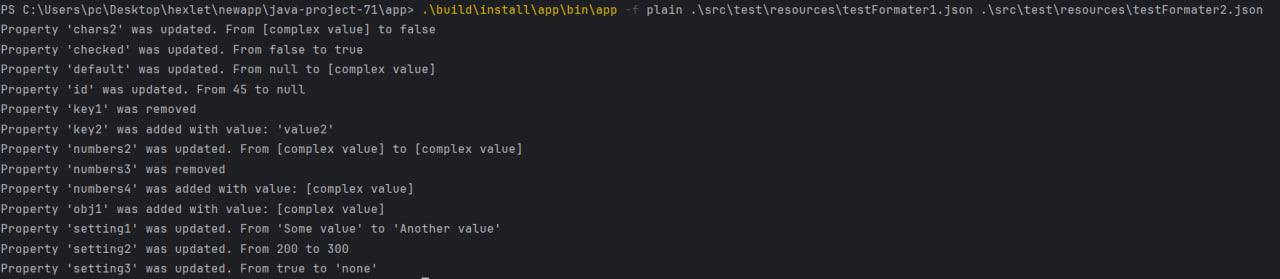 PS C:\Users\pc\Desktop\hexlet\newapp\java-project-71\app> .\build\install\app\bin\app -f plain .\src\test\resources\testFormater1.json .\src\test\resources\testFormater2.json
Property 'chars2' was updated. From [complex value] to false
Property 'checked' was updated. From false to true
Property 'default' was updated. From null to [complex value]
Property 'id' was updated. From 45 to null
Property 'key1' was removed
Property 'key2' was added with value: 'value2'
Property 'numbers2' was updated. From [complex value] to [complex value]
Property 'numbers3' was removed
Property 'numbers4' was added with value: [complex value]
Property 'obj1' was added with value: [complex value]
Property 'setting1' was updated. From 'Some value' to 'Another value'
Property 'setting2' was updated. From 200 to 300
Property 'setting3' was updated. From true to 'none'